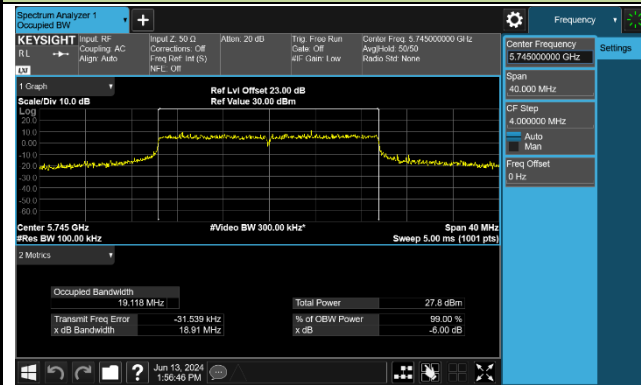 Spectrum Analyzer 1
Occupied BW
Frequency
KEYSIGHT
Input: RF
Coupling: AC
Align: Auto
Input Z: 50 Ω
Corrections: Off
Freq Ref: Int (S)
NFE: Off
Atten: 20 dB
Trig: Free Run
Gate: Off
#IF Gain: Low
Center Freq: 5.745000000 GHz
Avg|Hold: 50/50
Radio Std: None
RL
LXI
Center Frequency
5.745000000 GHz
Settings
Span
40.000 MHz
CF Step
4.000000 MHz
Auto
Man
Freq Offset
0 Hz
1 Graph
Scale/Div 10.0 dB
Ref Lvl Offset 23.00 dB
Ref Value 30.00 dBm
Log
20.0
10.0
0.00
-10.0
-20.0
-30.0
-40.0
-50.0
-60.0
Center 5.745 GHz
#Video BW 300.00 kHz*
Span 40 MHz
#Res BW 100.00 kHz
Sweep 5.00 ms (1001 pts)
2 Metrics
Occupied Bandwidth
19.118 MHz
Total Power 27.8 dBm
Transmit Freq Error -31.539 kHz
% of OBW Power 99.00 %
x dB Bandwidth 18.91 MHz
x dB -6.00 dB
Jun 13, 2024
1:56:46 PM